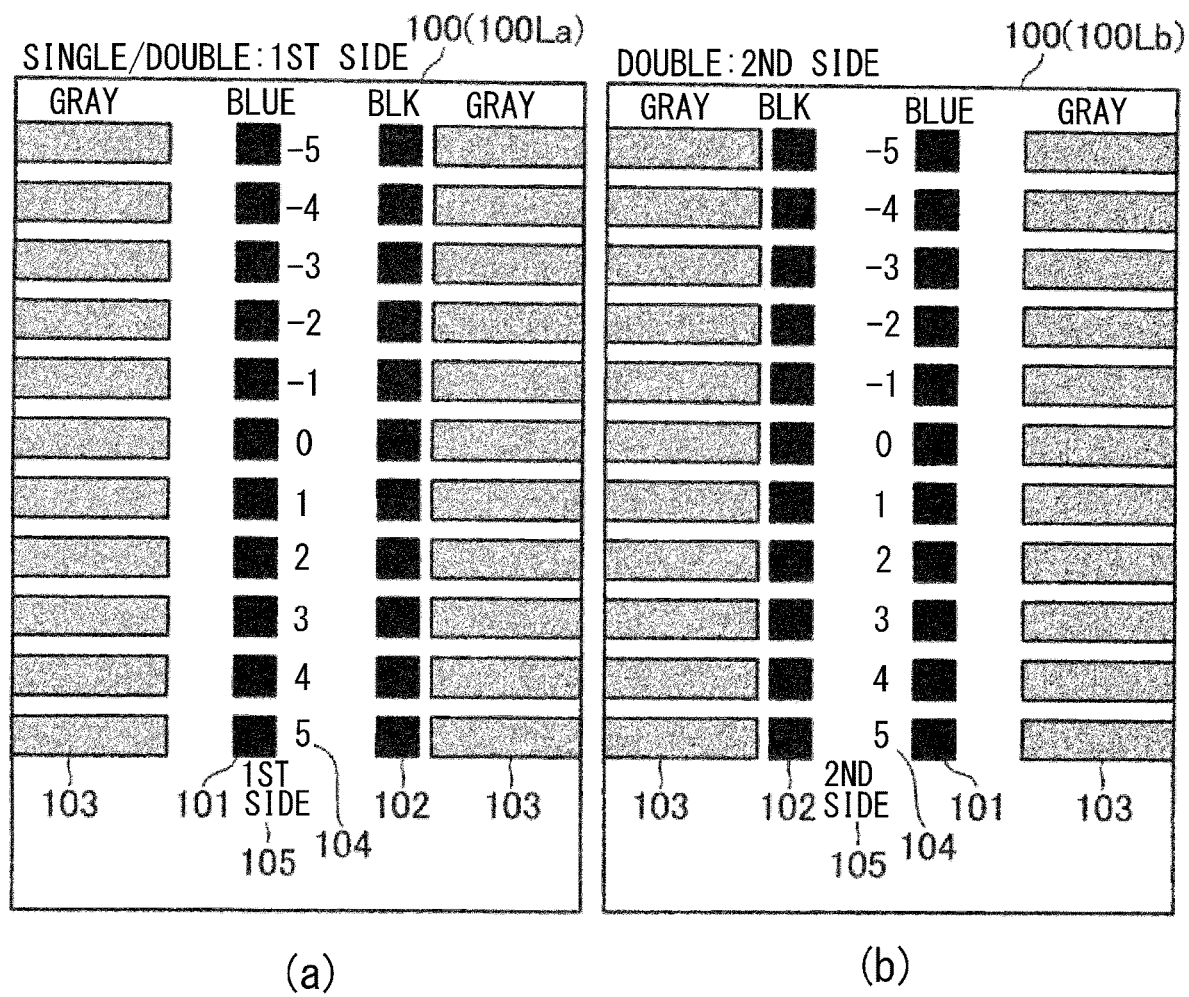 100(100La)
SINGLE/DOUBLE:1ST SIDE
GRAY BLUE BLK GRAY
-5
-4
-3
-2
-1
0
1
2
3
4
5
1ST
SIDE
103 101 102 103
104
105
(a)
100(100Lb)
DOUBLE:2ND SIDE
GRAY BLK BLUE GRAY
-5
-4
-3
-2
-1
0
1
2
3
4
5
2ND
SIDE
103 102 101 103
104
105
(b)